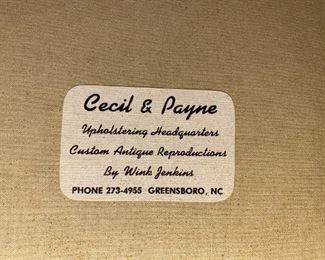 Cecil & Payne
Upholstering Headquarters
Custom Antique Reproductions
By Wink Jenkins
PHONE 273-4955 GREENSBORO, NC